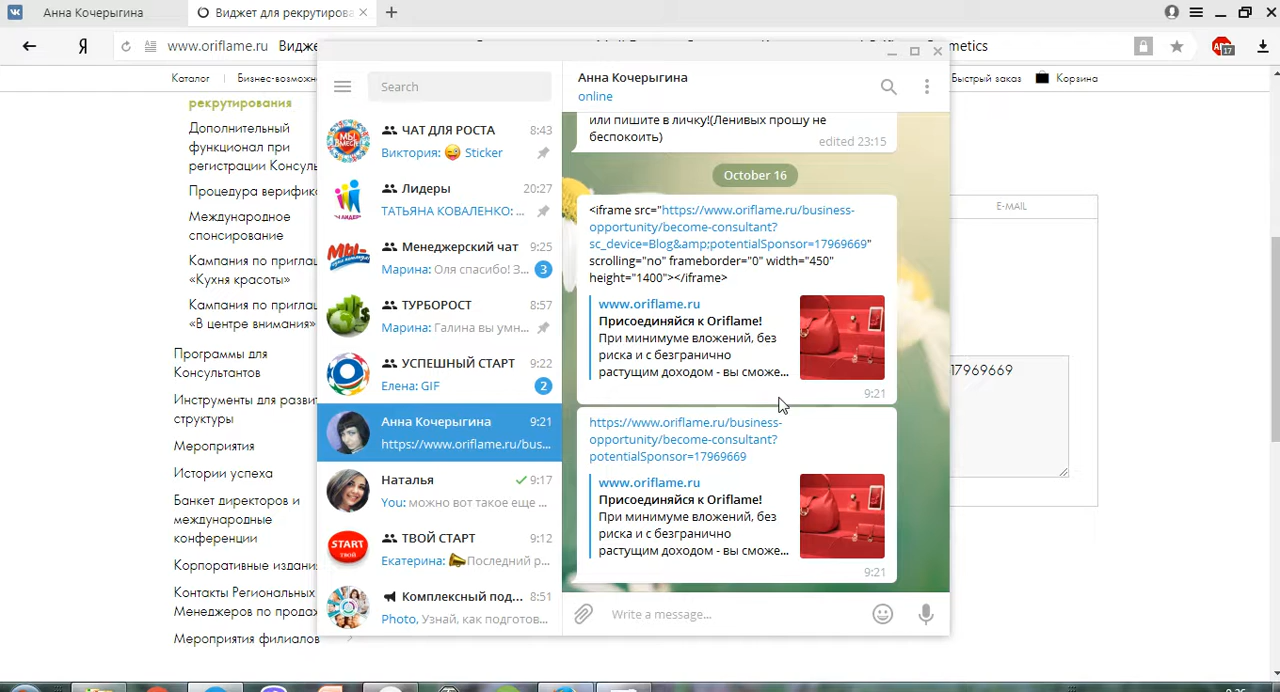 Анна Кочерыгина
Виджет для рекрутирова
www.oriflame.ru Виджет
metics
17
Каталог
Бизнес-возможн
Быстрый заказ
Корзина
рекрутирования
Дополнительный
функционал при
регистрации Консуль
Процедура верифик
Международное
спонсирование
Кампания по приглаш
«Кухня красоты»
Кампания по приглаш
«В центре внимания»
Программы для
Консультантов
Инструменты для разви
структуры
Мероприятия
Истории успеха
Банкет директоров и
международные
конференции
Корпоративные издани
Контакты Региональных
Менеджеров по продаж
Мероприятия филиалов
Search
ЧАТ ДЛЯ РОСТА 8:43
Виктория: 😜 Sticker
МЫ ВМЕСТЕ!
Лидеры 20:27
ТАТЬЯНА КОВАЛЕНКО: ...
Менеджерский чат 9:25
Марина: Оля спасибо! З... 3
ТУРБОРОСТ 8:57
Марина: Галина вы умн...
УСПЕШНЫЙ СТАРТ 9:22
Елена: GIF 2
Анна Кочерыгина 9:21
https://www.oriflame.ru/bus...
Наталья 9:17
You: можно вот такое еще ...
ТВОЙ СТАРТ 9:12
START
твой
Екатерина: 📣Последний р...
Комплексный под... 8:51
Photo, Узнай, как подготов...
Анна Кочерыгина
online
или пишите в личку!(Ленивых прошу не
беспокоить)
edited 23:15
October 16
<iframe src="https://www.oriflame.ru/business-
opportunity/become-consultant?
sc_device=Blog&amp;potentialSponsor=17969669"
scrolling="no" frameborder="0" width="450"
height="1400"></iframe>
www.oriflame.ru
Присоединяйся к Oriflame!
При минимуме вложений, без
риска и с безгранично
растущим доходом - вы сможе...
9:21
https://www.oriflame.ru/business-
opportunity/become-consultant?
potentialSponsor=17969669
www.oriflame.ru
Присоединяйся к Oriflame!
При минимуме вложений, без
риска и с безгранично
растущим доходом - вы сможе...
9:21
Write a message...
E-MAIL
17969669